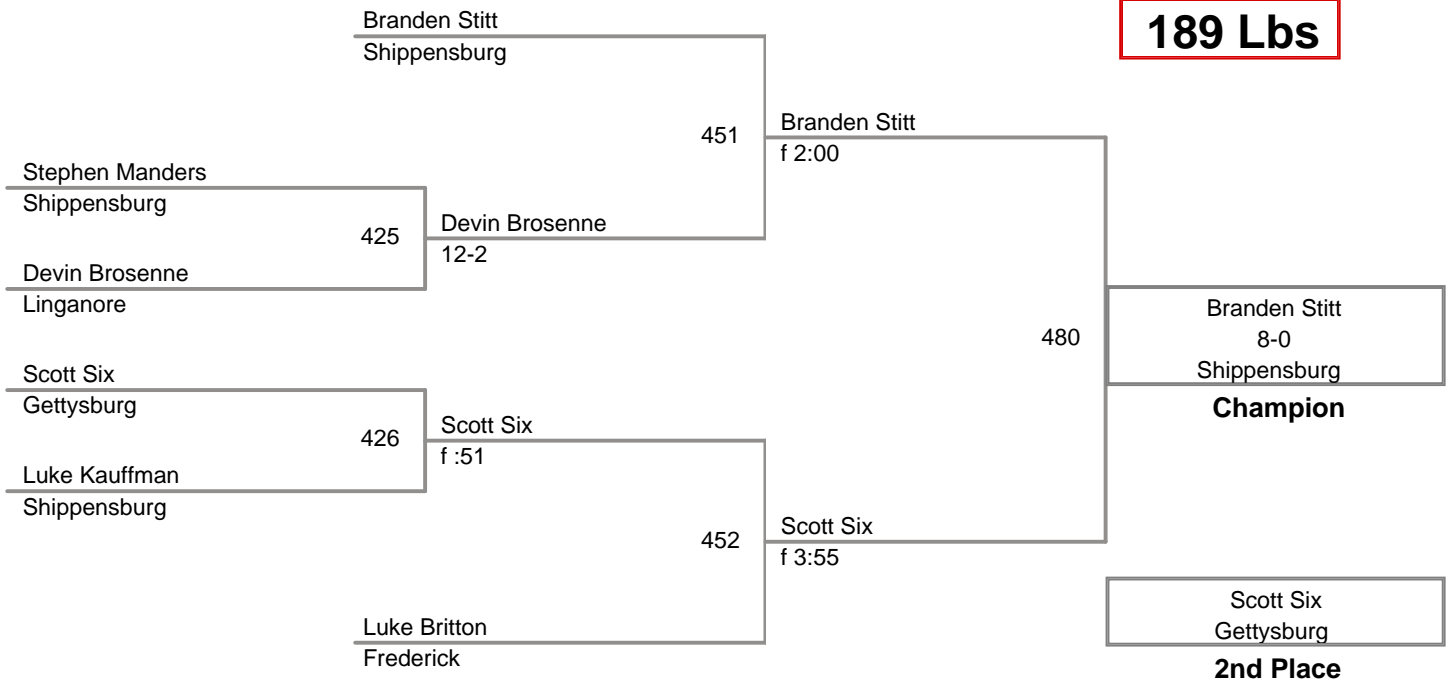 189 Lbs
Branden Stitt
Shippensburg
451
Branden Stitt
f 2:00
Stephen Manders
Shippensburg
425
Devin Brosenne
12-2
Devin Brosenne
Linganore
480
Branden Stitt
8-0
Shippensburg
Champion
Scott Six
Gettysburg
426
Scott Six
f :51
Luke Kauffman
Shippensburg
452
Scott Six
f 3:55
Luke Britton
Frederick
Scott Six
Gettysburg
2nd Place